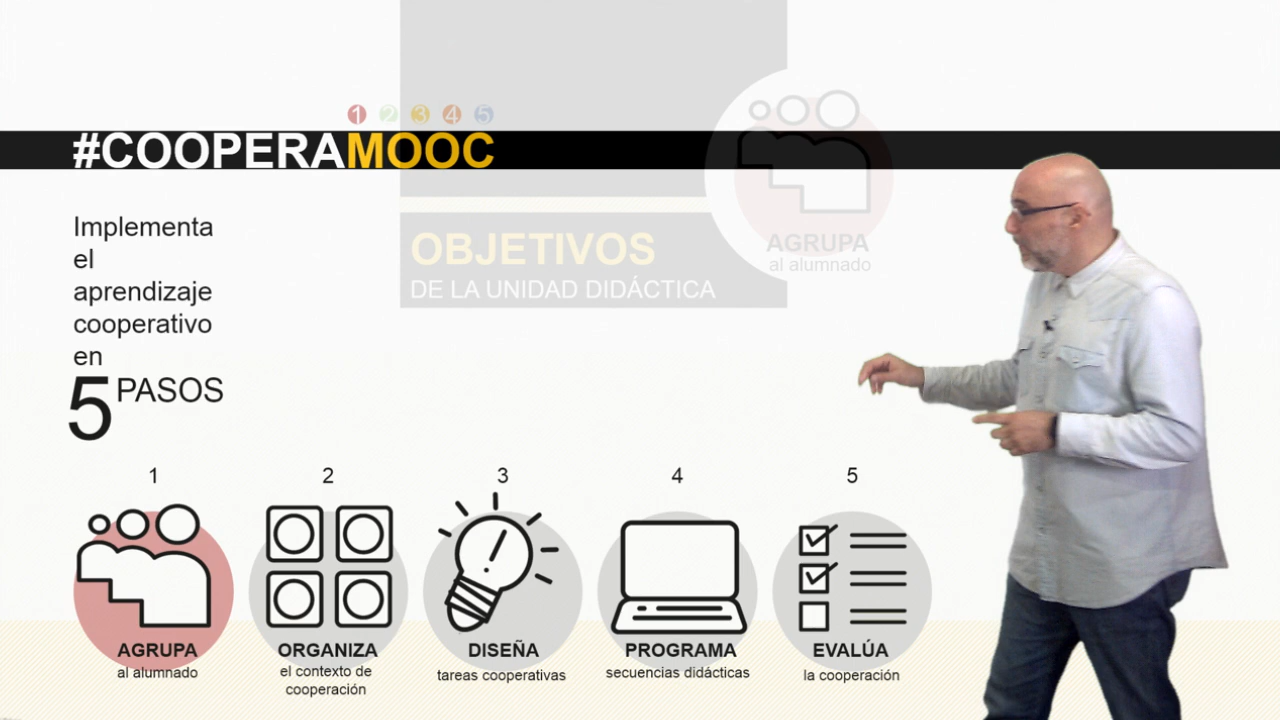 1 2 3 4 5
#COOPERAMOOC
Implementa
el
aprendizaje
cooperativo
en
5 PASOS
OBJETIVOS
DE LA UNIDAD DIDÁCTICA
AGRUPA
al alumnado
1
2
3
4
5
AGRUPA
al alumnado
ORGANIZA
el contexto de
cooperación
DISEÑA
tareas cooperativas
PROGRAMA
secuencias didácticas
EVALÚA
la cooperación